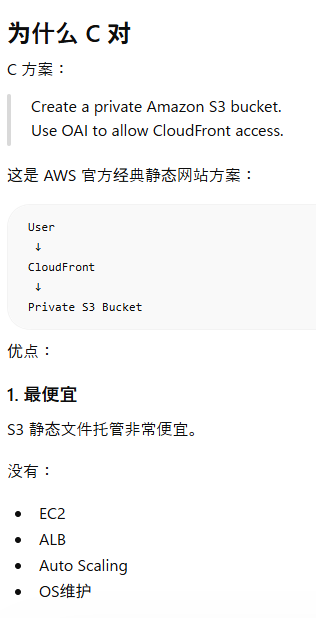 为什么 C 对
C 方案：
Create a private Amazon S3 bucket.
Use OAI to allow CloudFront access.
这是 AWS 官方经典静态网站方案：
User
↓
CloudFront
↓
Private S3 Bucket
优点：
1. 最便宜
S3 静态文件托管非常便宜。
没有：
• EC2
• ALB
• Auto Scaling
• OS维护